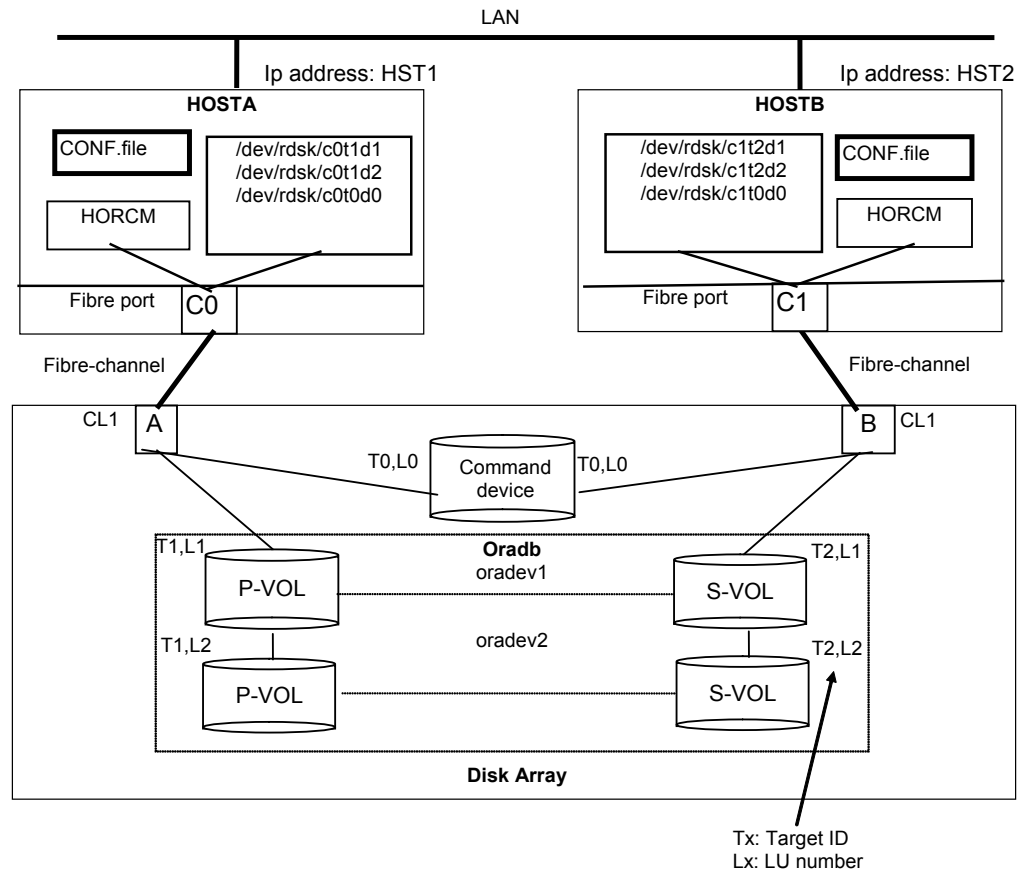 LAN
Ip address: HST1
Ip address: HST2
HOSTA
CONF.file
/dev/rdsk/c0t1d1
/dev/rdsk/c0t1d2
/dev/rdsk/c0t0d0
HORCM
Fibre port
C0
HOSTB
/dev/rdsk/c1t2d1
/dev/rdsk/c1t2d2
/dev/rdsk/c1t0d0
CONF.file
HORCM
Fibre port
C1
Fibre-channel
Fibre-channel
CL1
A
B
CL1
T0,L0
Command
device
T0,L0
Oradb
T1,L1
P-VOL
oradev1
S-VOL
T2,L1
T1,L2
P-VOL
oradev2
S-VOL
T2,L2
Disk Array
Tx: Target ID
Lx: LU number